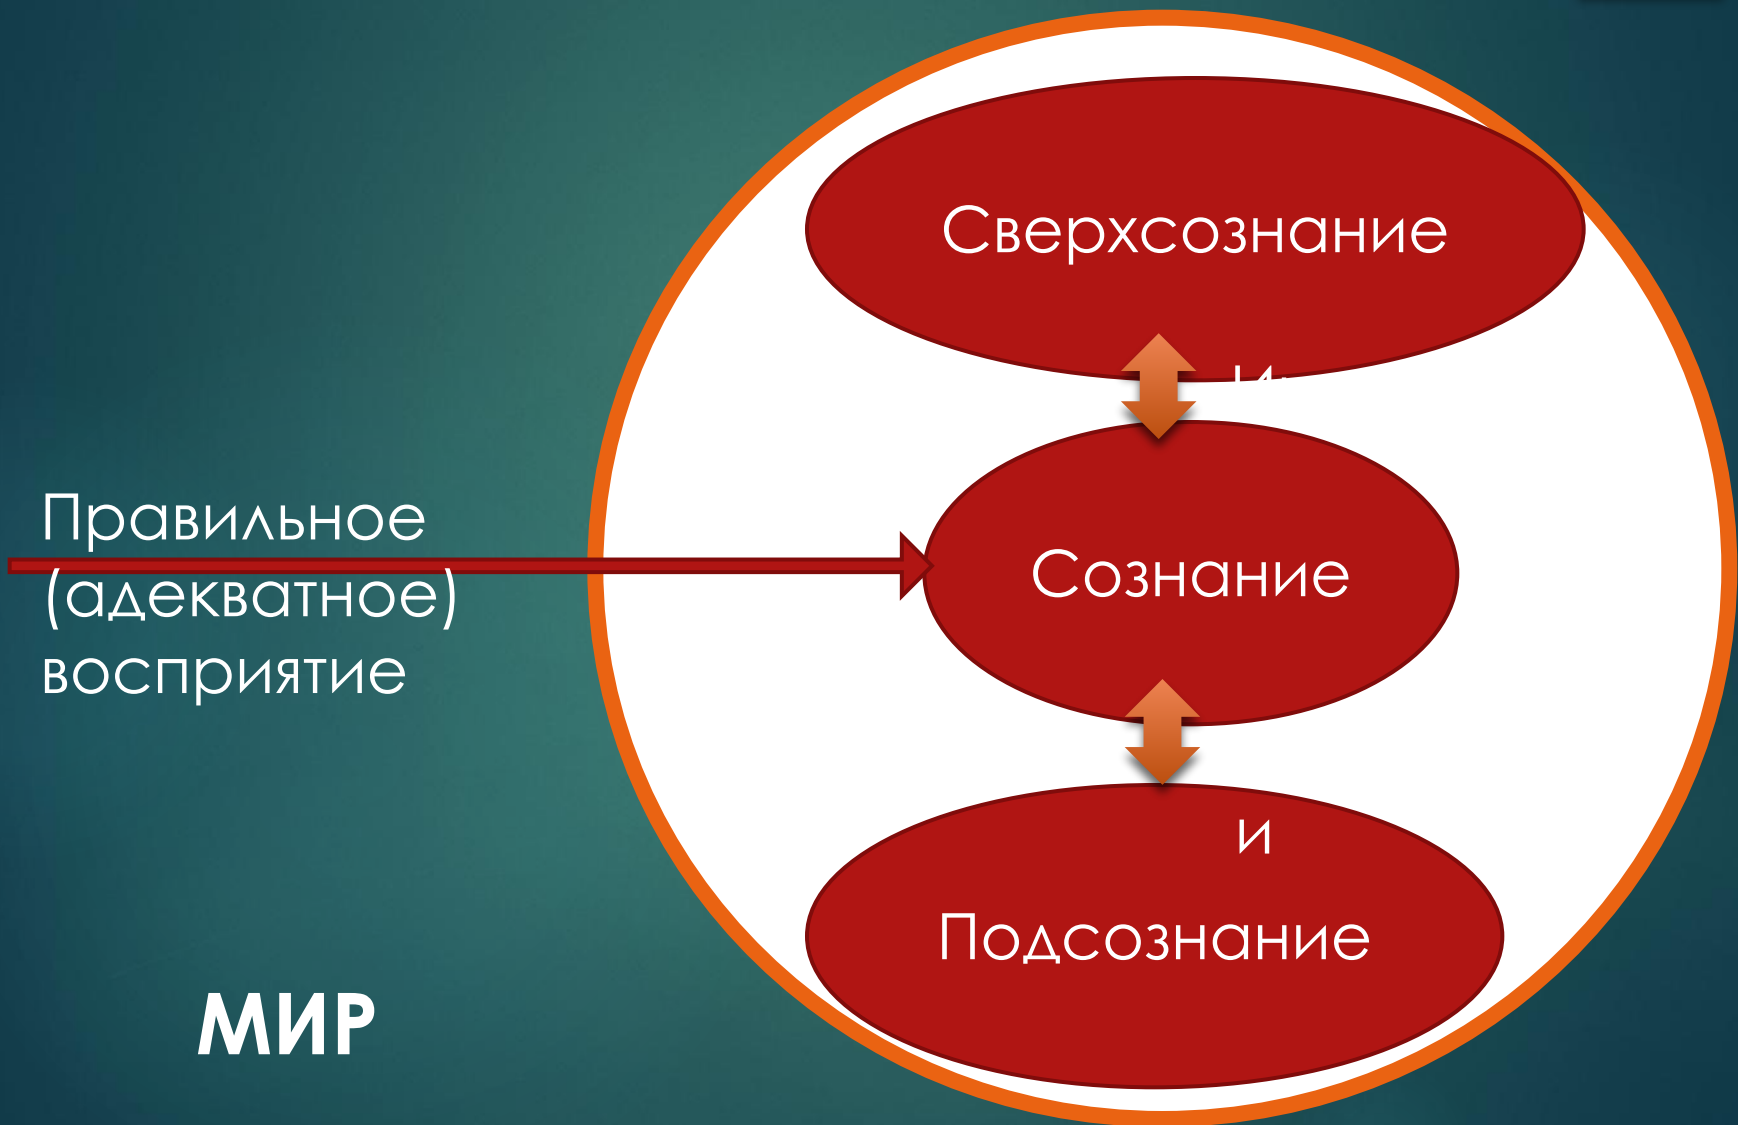 Сверхсознание
Правильное
(адекватное)
восприятие
Сознание
и
Подсознание
МИР